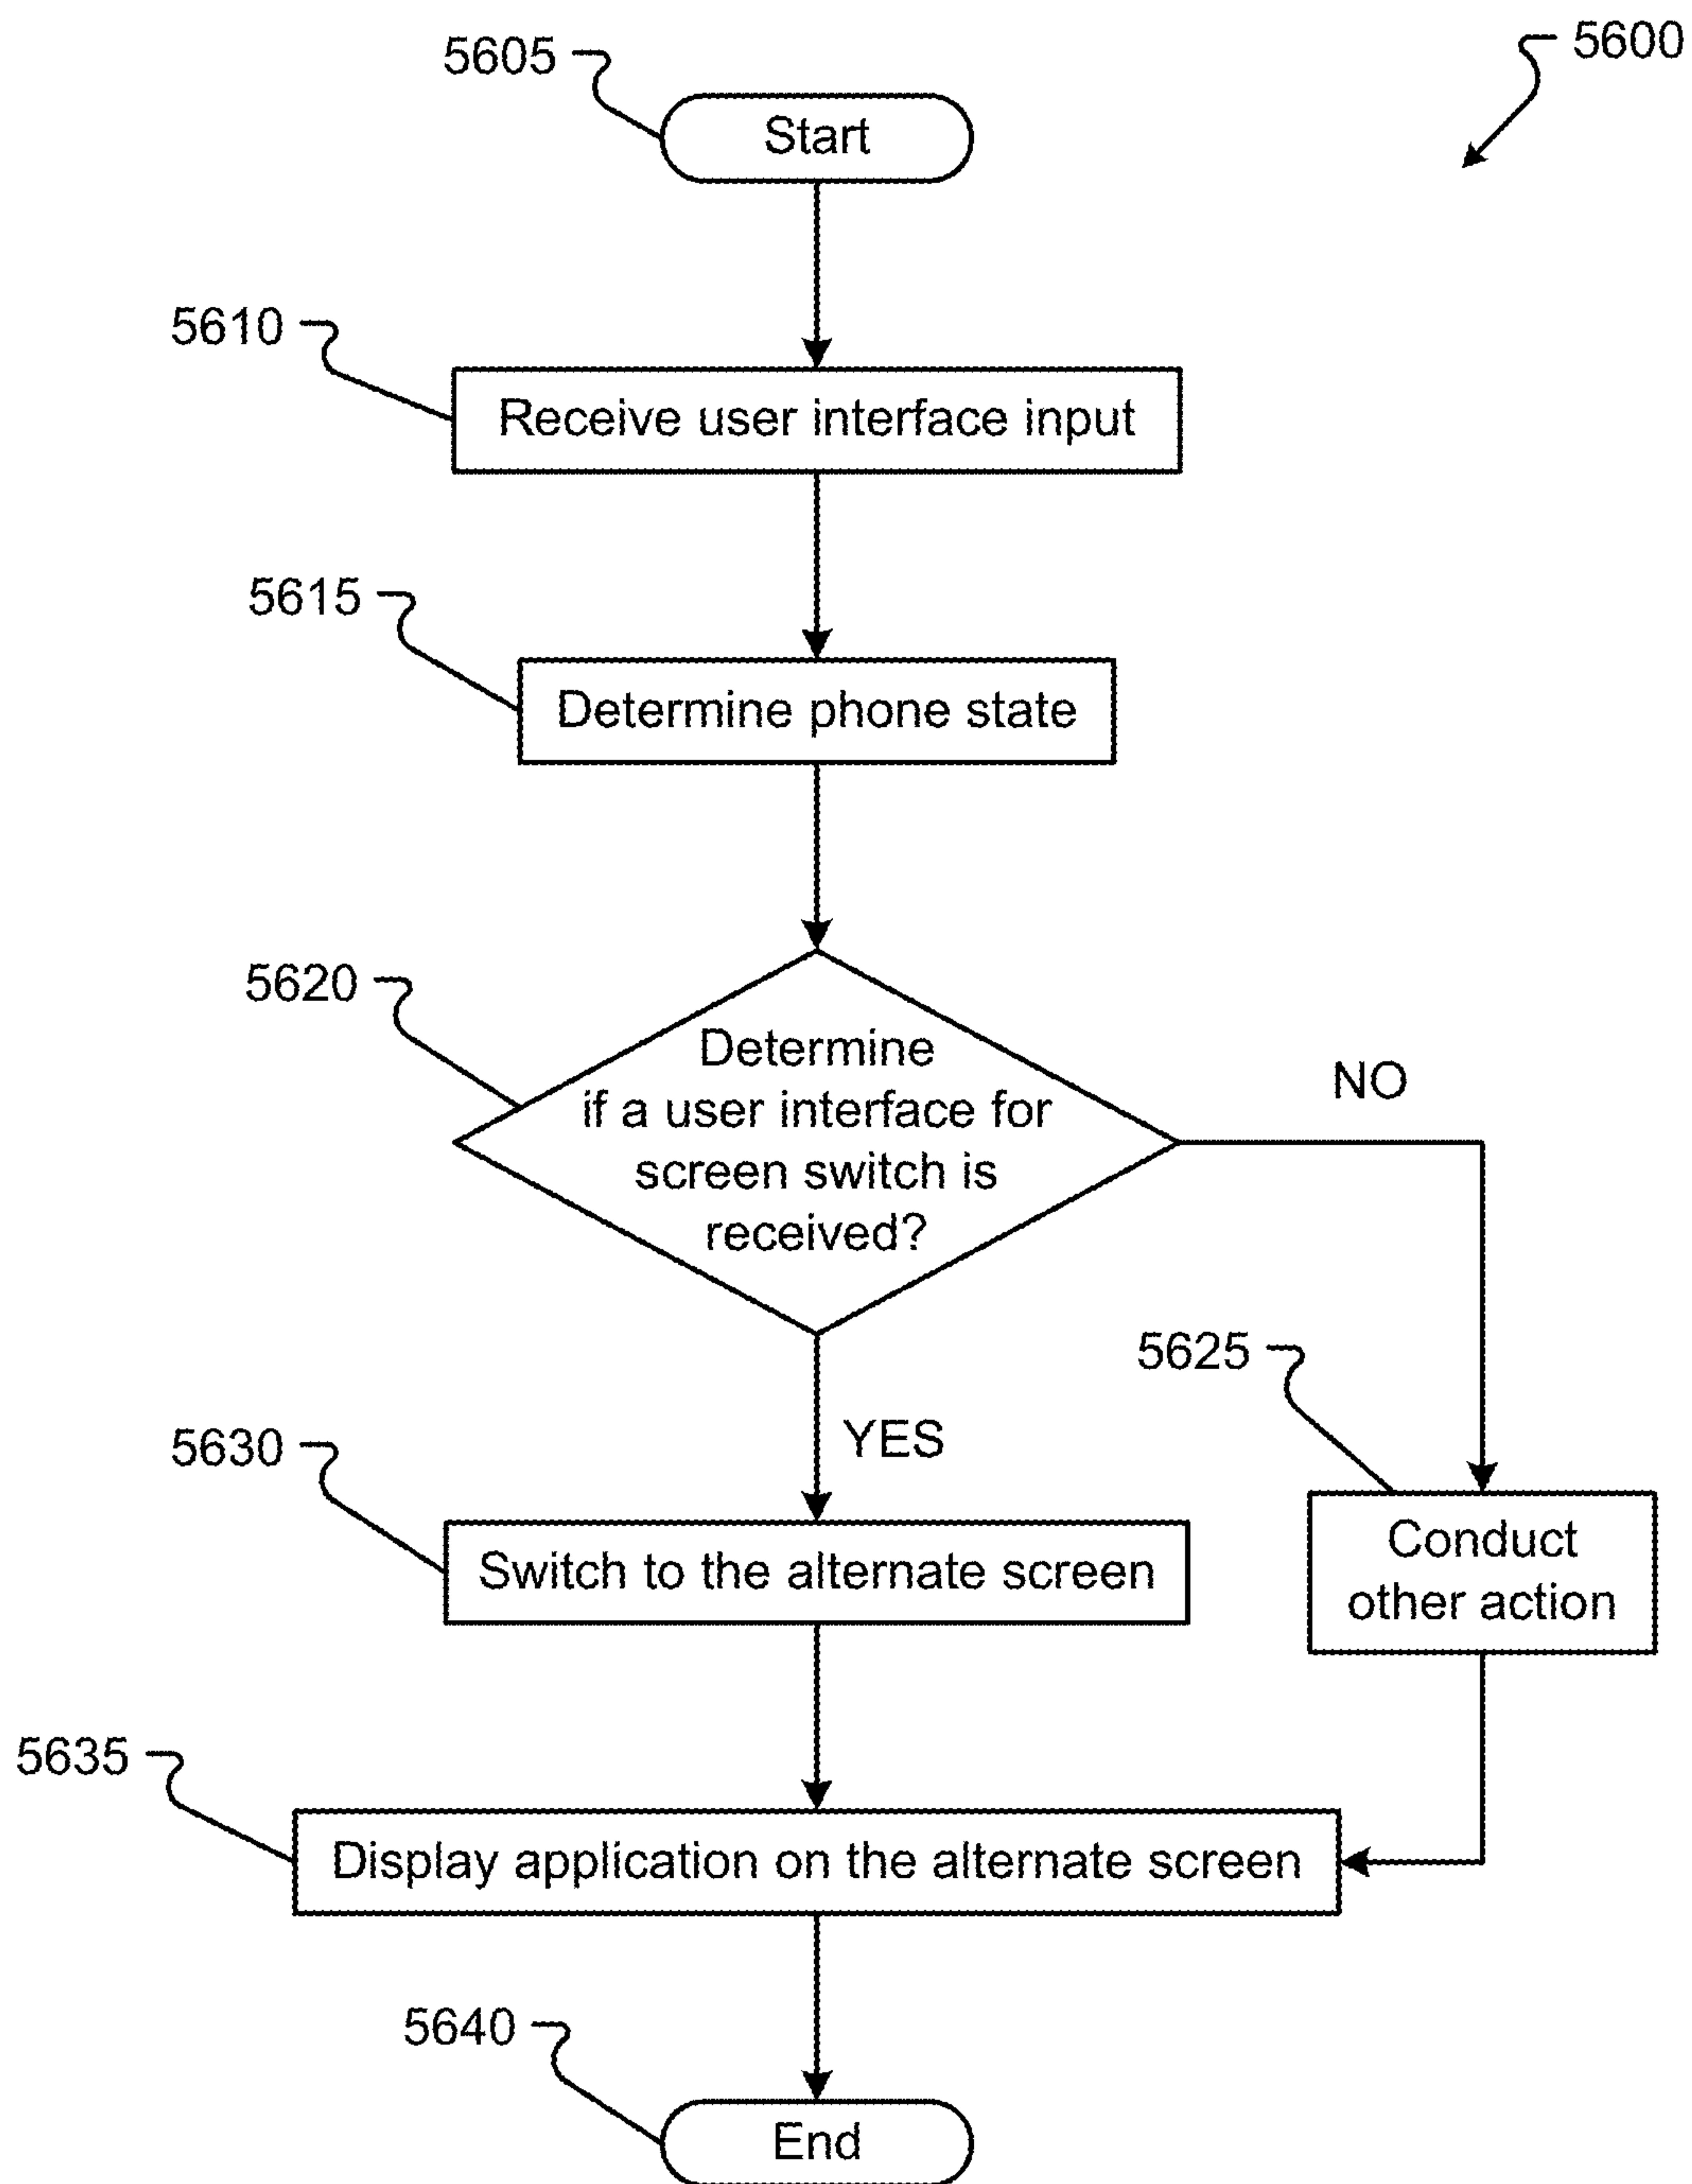 5605
5600
Start
5610
Receive user interface input
5615
Determine phone state
5620
Determine
if a user interface for
screen switch is
received?
NO
YES
5625
5630
Switch to the alternate screen
Conduct
other action
5635
Display application on the alternate screen
5640
End